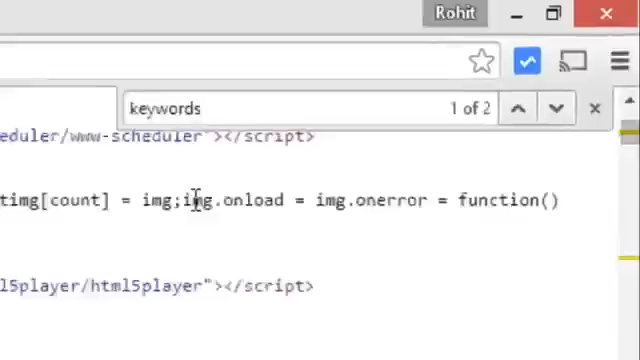 Rohit
keywords 1 of 2
eduler/www-scheduler"></script>
timg[count] = img;img.onload = img.onerror = function()
l5player/html5player"></script>